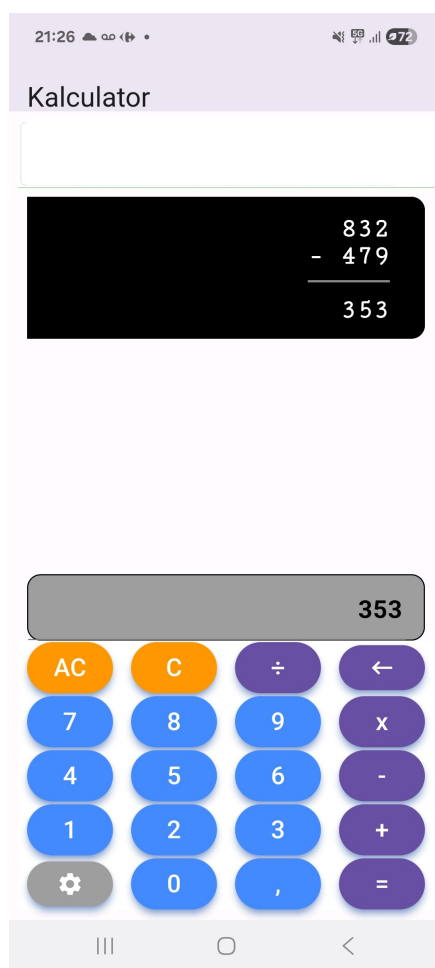 21:26
5G
72
Kalculator
832
- 479
353
353
AC C ÷ ←
7 8 9 x
4 5 6 -
1 2 3 +
0 , =